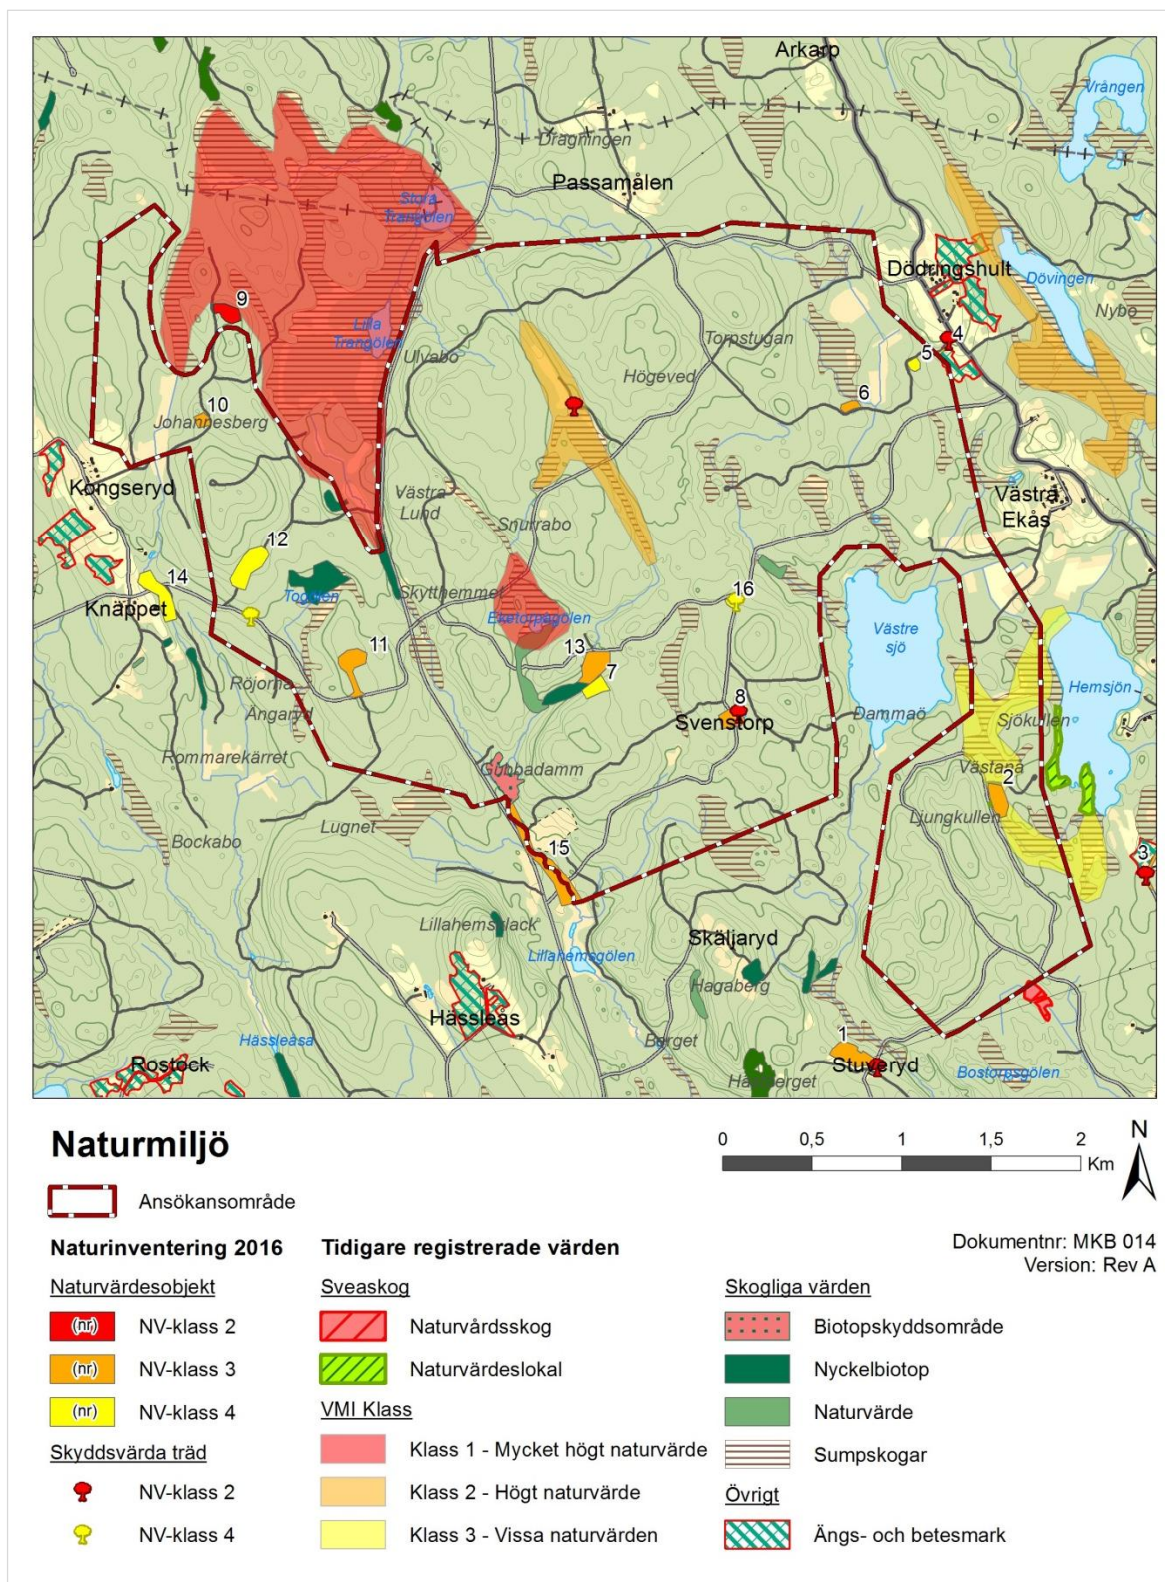 Arkarp
Vrången
Dragningen
Passamålen
Stora
Trangölen
Dödringshult
Dövingen
Nybo
9
Lilla
Trangölen
Ulvabo
Torpstugan
4
5
Högeved
6
10
Johannesberg
Kongseryd
Västra
Luhd
Västra
Ekås
Snurrabo
12
14
Skytthemmet
16
Knäppet
Togölen
Eketorpagölen
Västre
sjö
13
11
7
Hemsjön
Röjorna
8
Svenstorp
Dammaö
Sjökullen
Ängaryd
Rommarekärret
Gubbadamm
Västanå
2
Ljungkullen
Lugnet
Bockabo
15
3
Lillahemsslack
Skäljaryd
Lillahemsgölen
Hagaberg
Hässleås
Hässleåsa
Berget
1
Rostock
Stuveryd
Bostorpsgölen
Naturmiljö
0 0,5 1 1,5 2
Km
N
Ansökansområde
Dokumentnr: MKB 014
Version: Rev A
Naturinventering 2016
Naturvärdesobjekt
(nr) NV-klass 2
(nr) NV-klass 3
(nr) NV-klass 4
Skyddsvärda träd
NV-klass 2
NV-klass 4
Tidigare registrerade värden
Sveaskog
Naturvårdsskog
Naturvärdeslokal
VMI Klass
Klass 1 - Mycket högt naturvärde
Klass 2 - Högt naturvärde
Klass 3 - Vissa naturvärden
Skogliga värden
Biotopskyddsområde
Nyckelbiotop
Naturvärde
Sumpskogar
Övrigt
Ängs- och betesmark